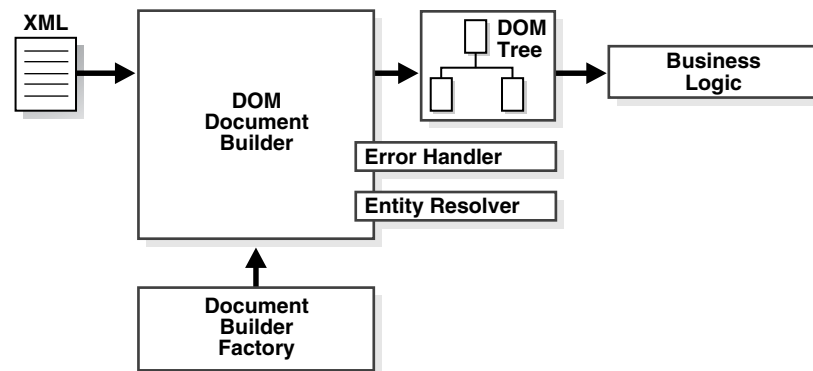 XML
DOM
Document
Builder
DOM
Tree
Business
Logic
Error Handler
Entity Resolver
Document
Builder
Factory